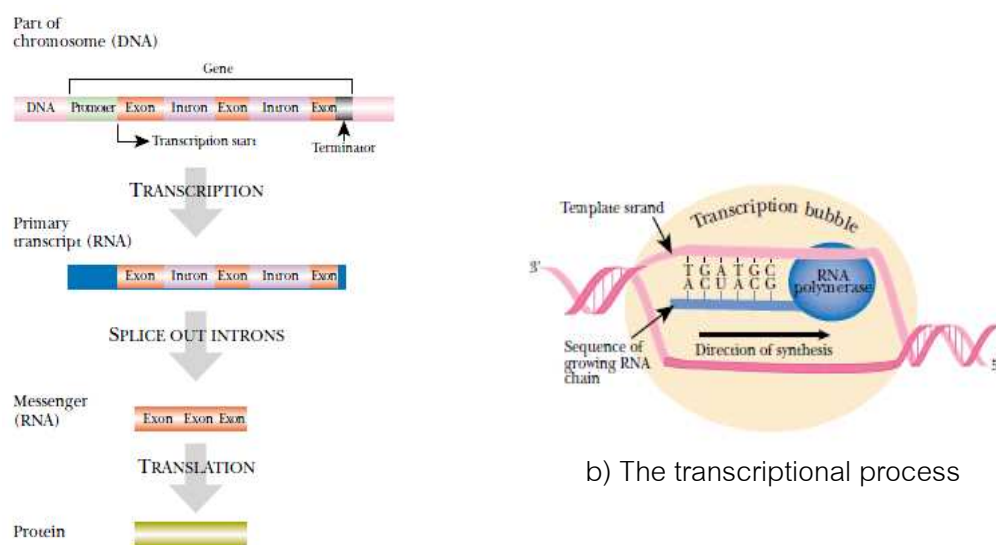 Part of
chromosome (DNA)
Gene
DNA Promoter Exon Intron Exon Intron Exon
Transcription start
Terminator
TRANSCRIPTION
Primary
transcript (RNA)
Exon Intron Exon Intron Exon
SPLICE OUT INTRONS
Messenger
(RNA)
Exon Exon Exon
TRANSLATION
Protein
Template strand
Transcription bubble
3'
T G A T G C
A C U A C G
RNA
polymerase
Sequence of
growing RNA
chain
Direction of synthesis
5'
b) The transcriptional process